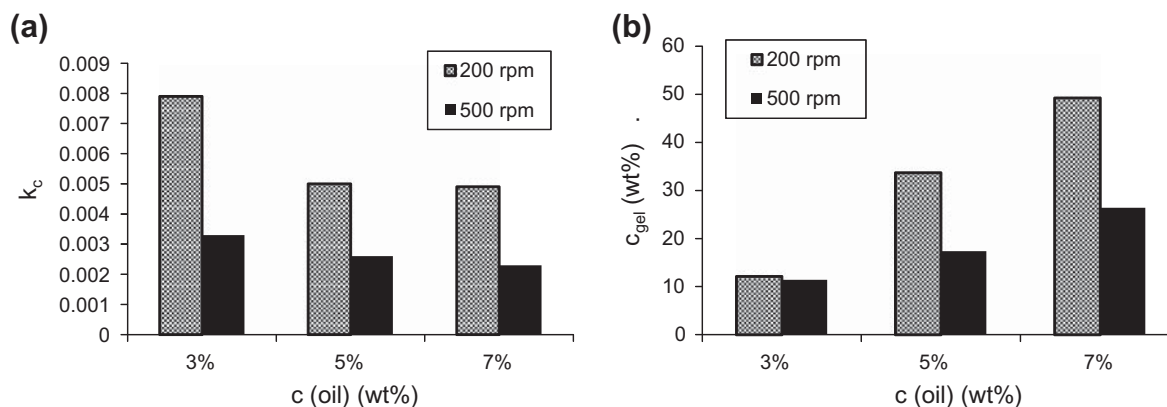 (a)
0.009
0.008
0.007
0.006
0.005
0.004
0.003
0.002
0.001
0
kc
200 rpm
500 rpm
3% 5% 7%
c (oil) (wt%)
(b)
60
50
40
30
20
10
0
cgel (wt%) .
200 rpm
500 rpm
3% 5% 7%
c (oil) (wt%)